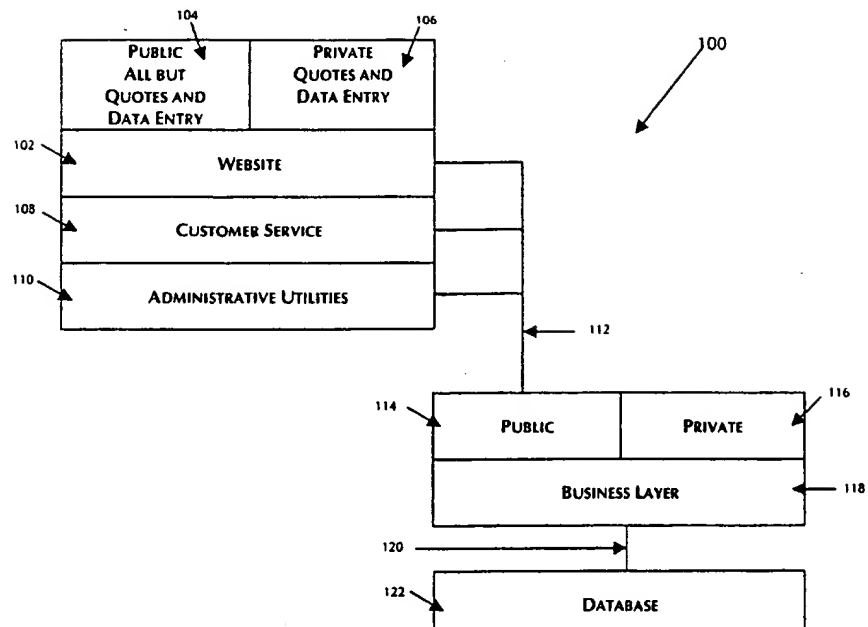 104
106
100
PUBLIC
ALL BUT
QUOTES AND
DATA ENTRY
PRIVATE
QUOTES AND
DATA ENTRY
102
WEBSITE
108
CUSTOMER SERVICE
110
ADMINISTRATIVE UTILITIES
112
114
PUBLIC
PRIVATE
116
BUSINESS LAYER
118
120
122
DATABASE